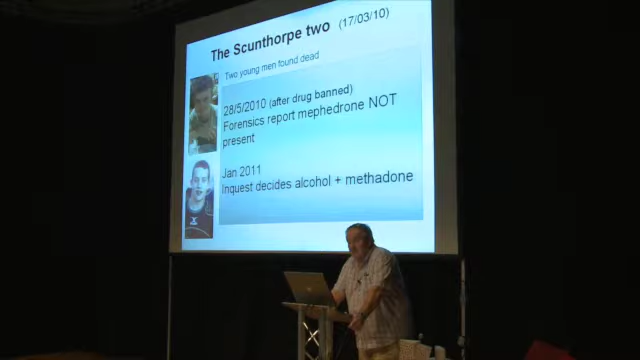 The Scunthorpe two (17/03/10)
Two young men found dead
28/5/2010 (after drug banned)
Forensics report mephedrone NOT
present
Jan 2011
Inquest decides alcohol + methadone